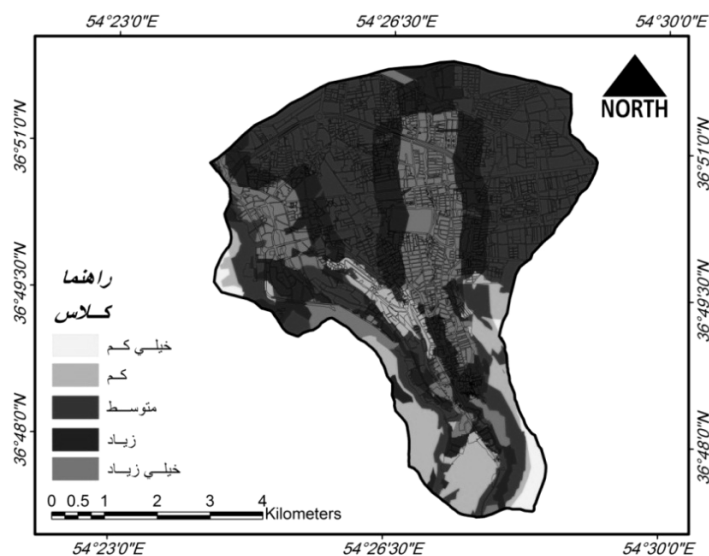 54°23'0"E 54°26'30"E 54°30'0"E
NORTH
36°51'0"N 36°51'0"N
36°49'30"N 36°49'30"N
36°48'0"N 36°48'0"N
راهنما
کلاس
خیلی کم
کم
متوسط
زیاد
خیلی زیاد
0 0.5 1 2 3 4
Kilometers
54°23'0"E 54°26'30"E 54°30'0"E